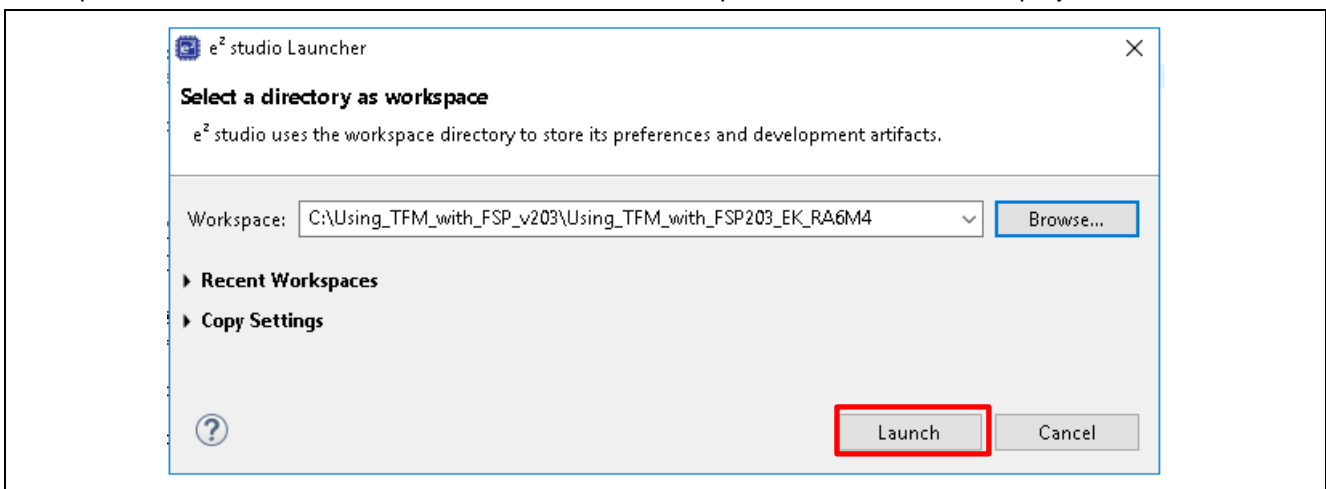 e² studio Launcher
Select a directory as workspace
e² studio uses the workspace directory to store its preferences and development artifacts.
Workspace: C:\Using_TFM_with_FSP_v203\Using_TFM_with_FSP203_EK_RA6M4 Browse...
Recent Workspaces
Copy Settings
? Launch Cancel